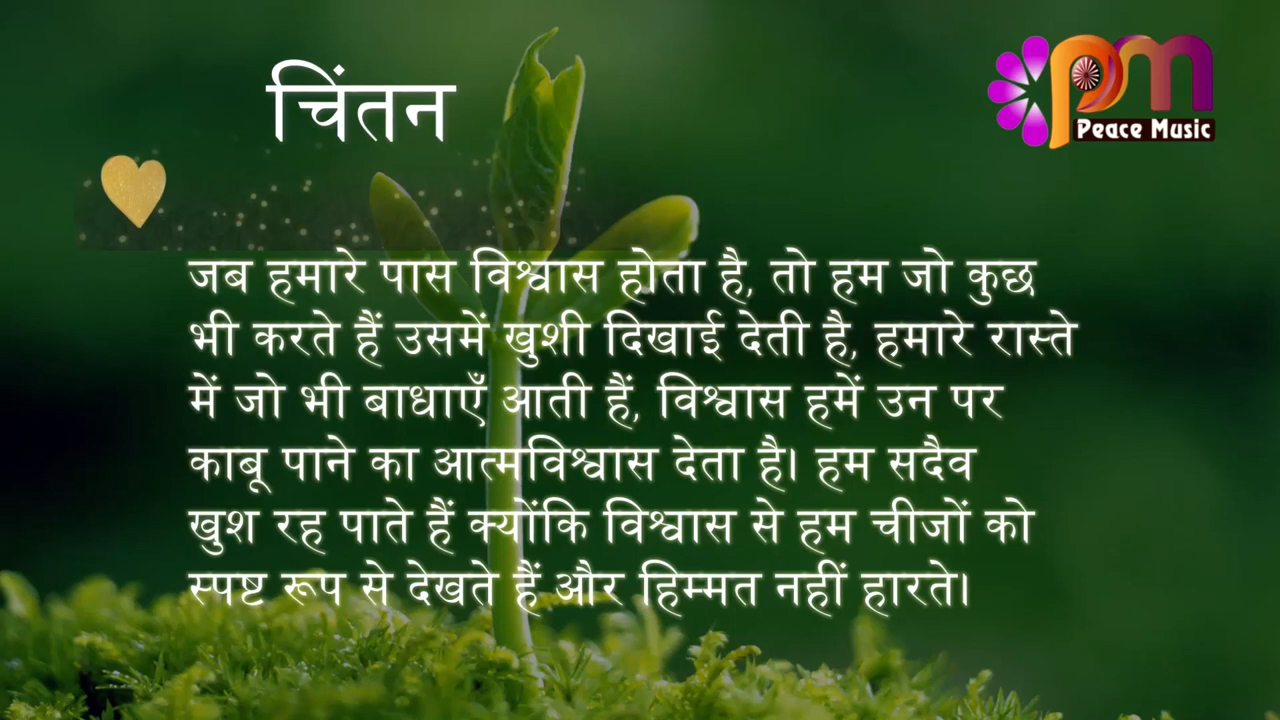 चिंतन
pm
Peace Music
जब हमारे पास विश्वास होता है, तो हम जो कुछ
भी करते हैं उसमें खुशी दिखाई देती है, हमारे रास्ते
में जो भी बाधाएँ आती हैं, विश्वास हमें उन पर
काबू पाने का आत्मविश्वास देता है। हम सदैव
खुश रह पाते हैं क्योंकि विश्वास से हम चीजों को
स्पष्ट रूप से देखते हैं और हिम्मत नहीं हारते।